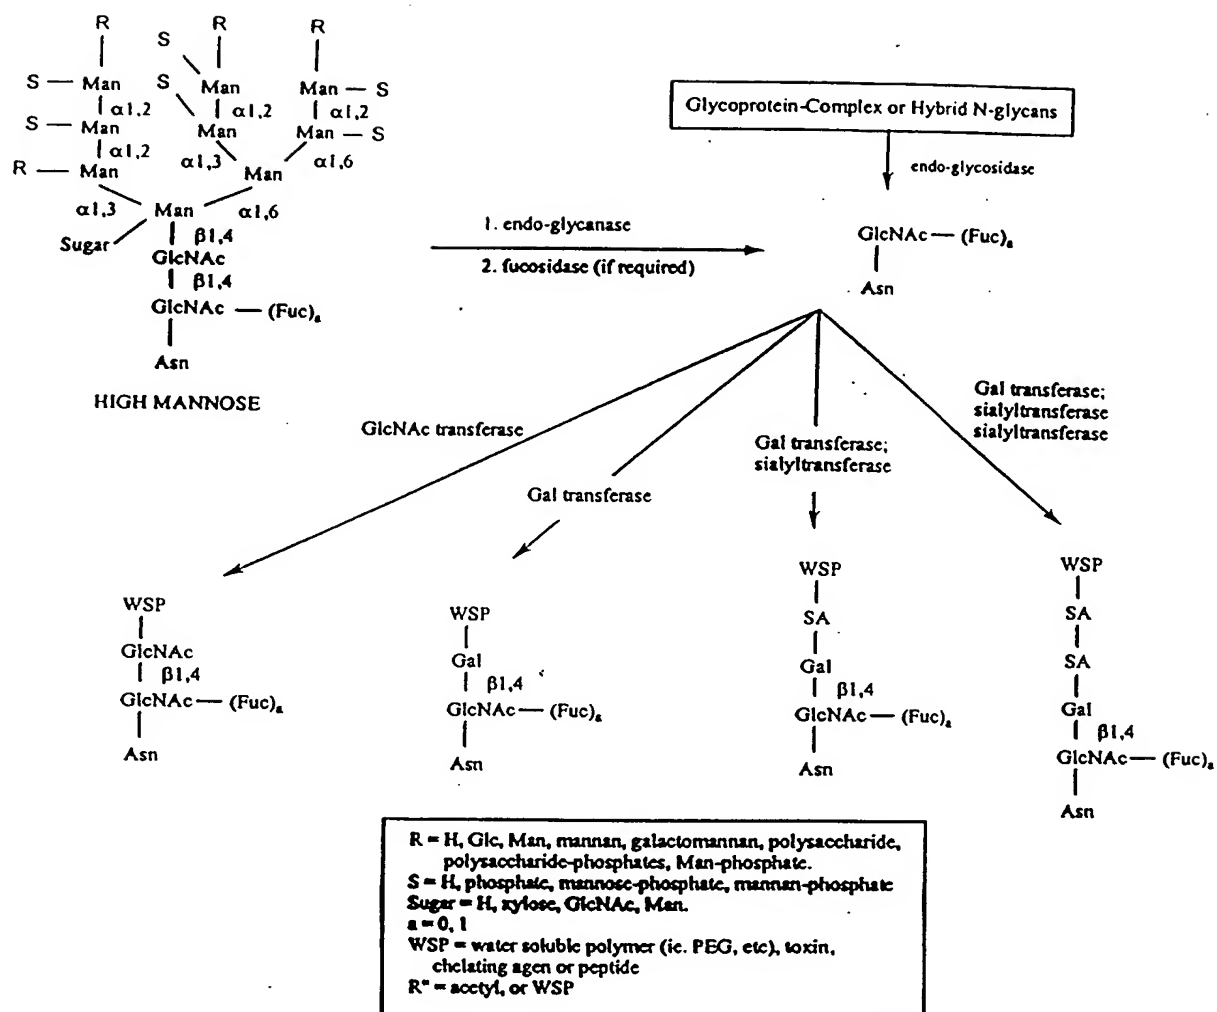 R
R
R
S
S — Man
Man
Man — S
S
α1,2
α1,2
α1,2
S — Man
Man
Man — S
α1,2
α1,3
α1,6
R — Man
Man
α1,3
Man
α1,6
Sugar
β1,4
GlcNAc
β1,4
GlcNAc — (Fuc)a
Asn
HIGH MANNOSE
1. endo-glycanase
2. fucosidase (if required)
Glycoprotein-Complex or Hybrid N-glycans
endo-glycosidase
GlcNAc — (Fuc)a
Asn
GlcNAc transferase
Gal transferase
Gal transferase;
sialyltransferase
Gal transferase;
sialyltransferase
sialyltransferase
WSP
GlcNAc
β1,4
GlcNAc — (Fuc)a
Asn
WSP
Gal
β1,4
GlcNAc — (Fuc)a
Asn
WSP
SA
Gal
β1,4
GlcNAc — (Fuc)a
Asn
WSP
SA
SA
Gal
β1,4
GlcNAc — (Fuc)a
Asn
R = H, Glc, Man, mannan, galactomannan, polysaccharide,
polysaccharide-phosphates, Man-phosphate.
S = H, phosphate, mannose-phosphate, mannan-phosphate
Sugar = H, xylose, GlcNAc, Man.
a = 0, 1
WSP = water soluble polymer (ie. PEG, etc), toxin,
chelating agen or peptide
R" = acetyl, or WSP